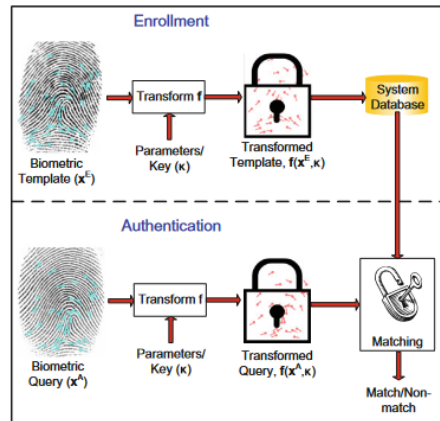 Enrollment
Transform f
System
Database
Biometric
Template (x^E)
Parameters/
Key (κ)
Transformed
Template, f(x^E,κ)
Authentication
Transform f
Matching
Biometric
Query (x^A)
Parameters/
Key (κ)
Transformed
Query, f(x^A,κ)
Match/Non-
match